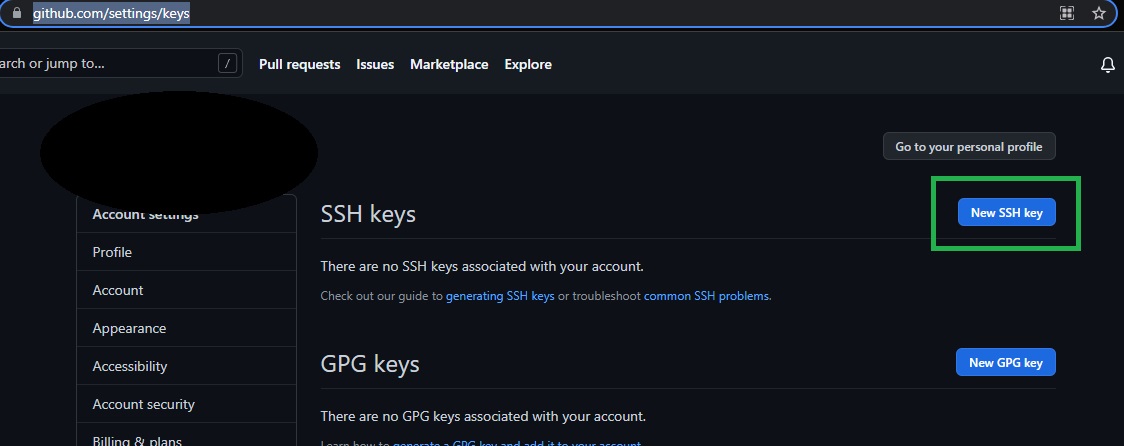 github.com/settings/keys
arch or jump to... /
Pull requests Issues Marketplace Explore
Go to your personal profile
Account settings
Profile
Account
Appearance
Accessibility
Account security
Billing & plans
SSH keys
New SSH key
There are no SSH keys associated with your account.
Check out our guide to generating SSH keys or troubleshoot common SSH problems.
GPG keys
New GPG key
There are no GPG keys associated with your account.
Learn how to generate a GPG key and add it to your account.